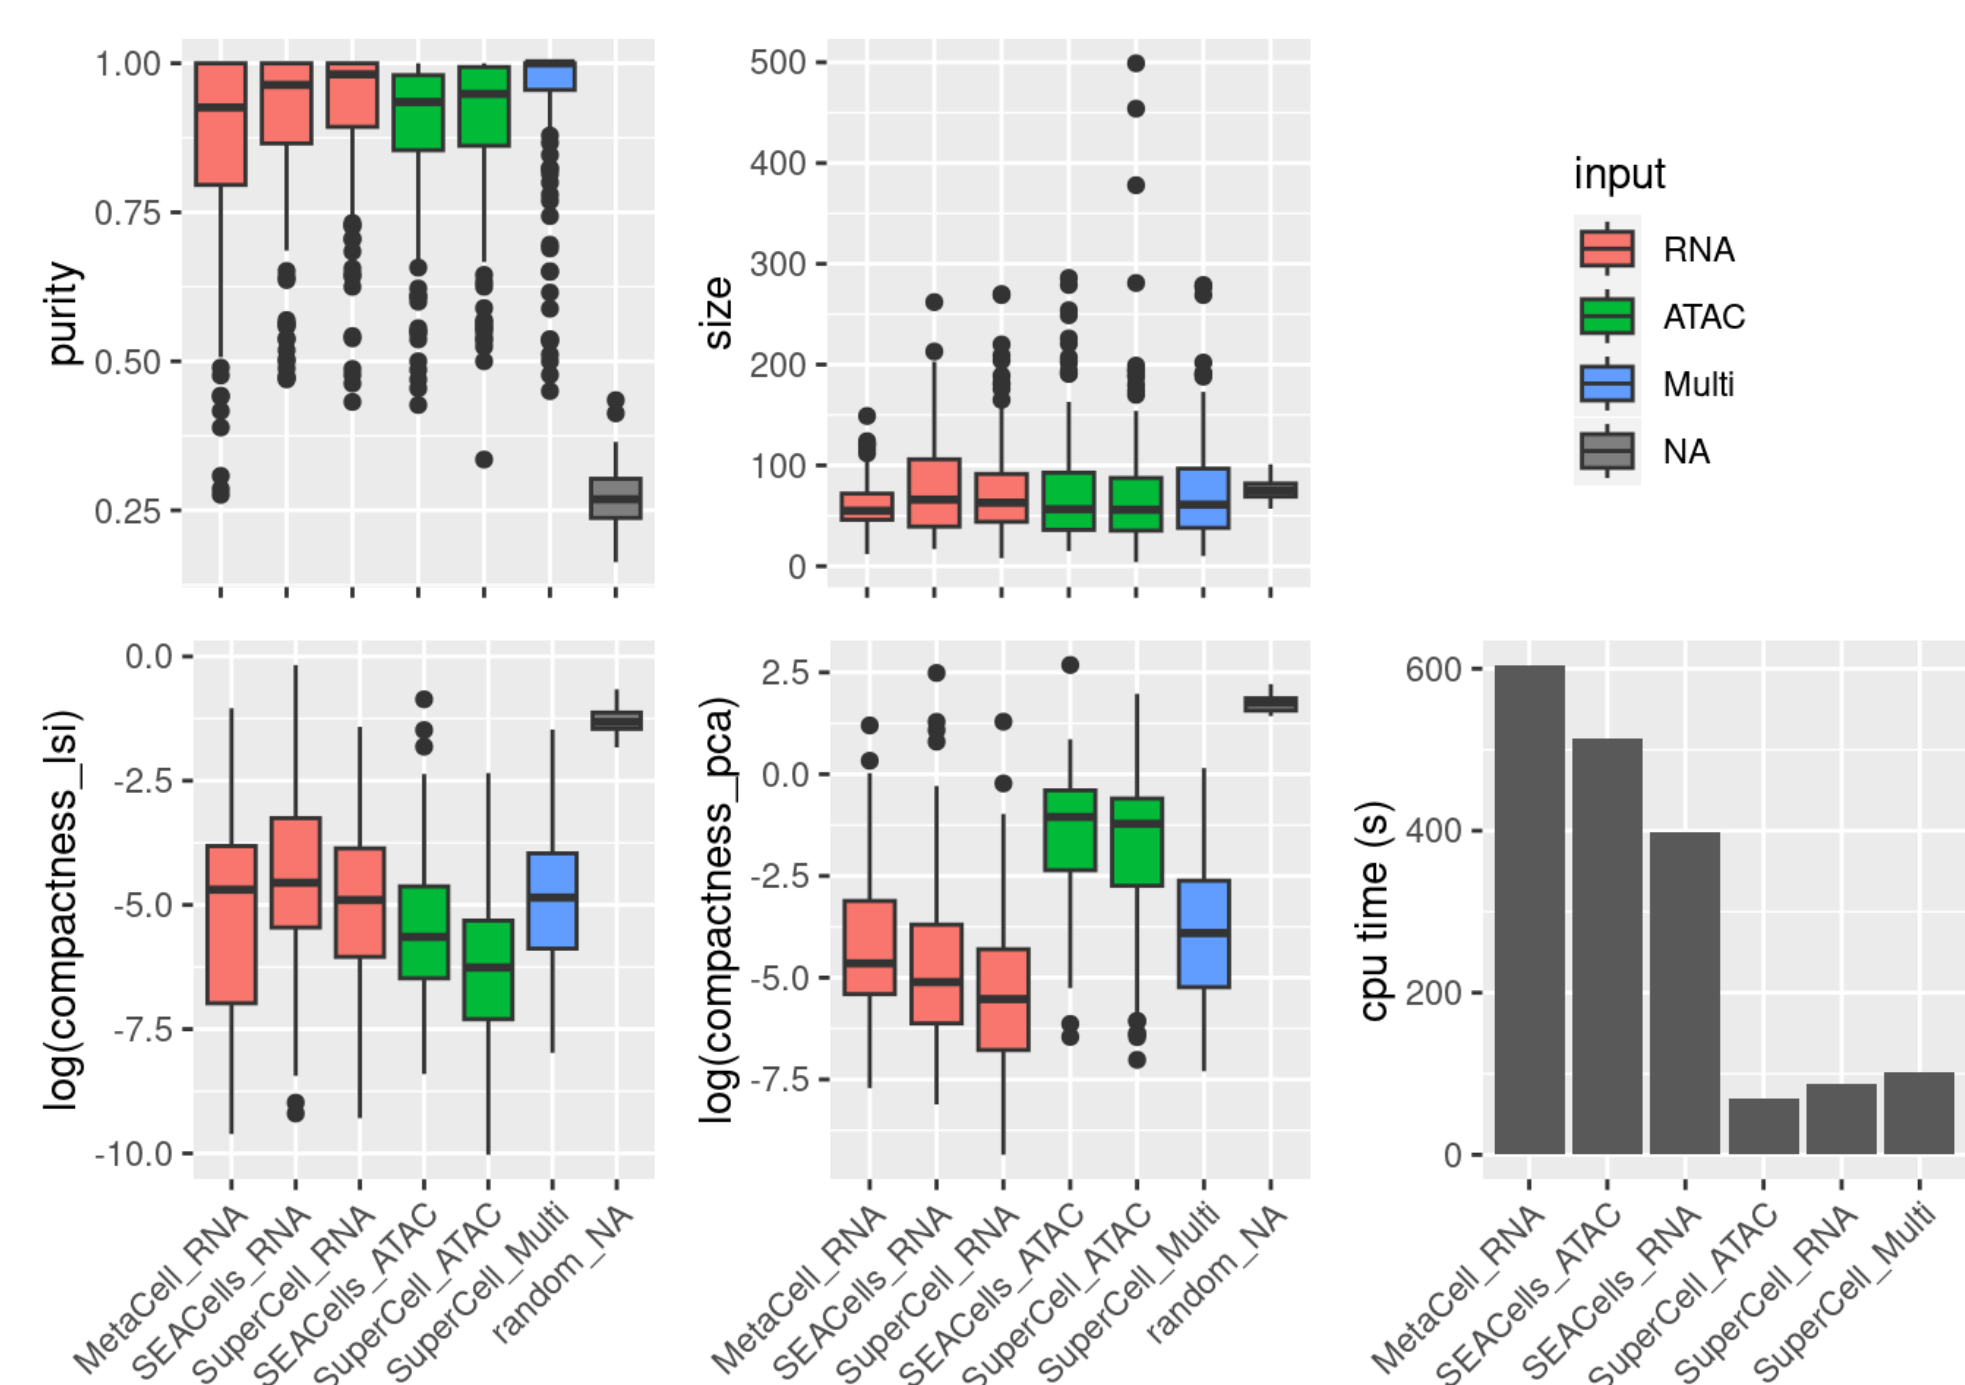 purity
1.00
0.75
0.50
0.25
size
500
400
300
200
100
0
input
RNA
ATAC
Multi
NA
log(compactness_lsi)
0.0
-2.5
-5.0
-7.5
-10.0
MetaCell_RNA
SEACells_RNA
SuperCell_RNA
SEACells_ATAC
SuperCell_ATAC
SuperCell_Multi
random_NA
log(compactness_pca)
2.5
0.0
-2.5
-5.0
-7.5
MetaCell_RNA
SEACells_RNA
SuperCell_RNA
SEACells_ATAC
SuperCell_ATAC
SuperCell_Multi
random_NA
cpu time (s)
600
400
200
0
MetaCell_RNA
SEACells_ATAC
SEACells_RNA
SuperCell_ATAC
SuperCell_RNA
SuperCell_Multi